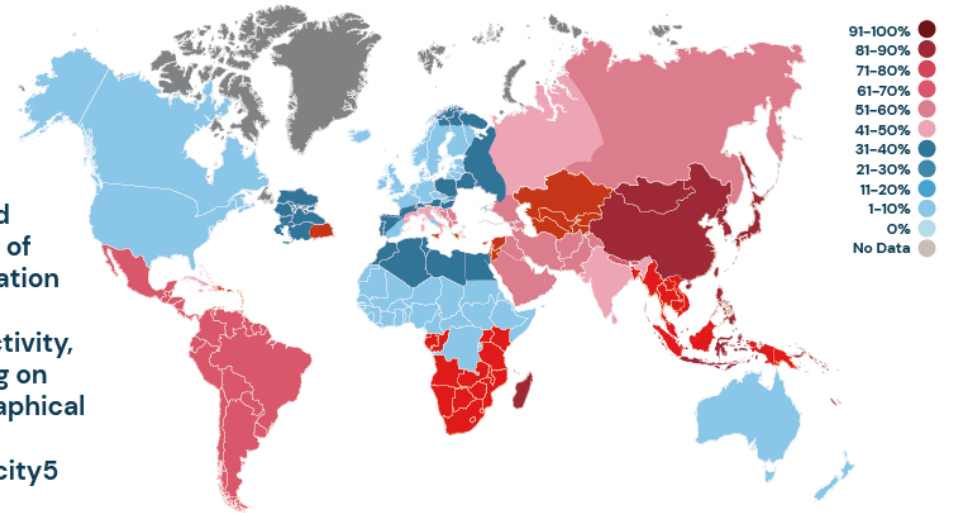 d
of
ation
tivity,
g on
aphical
city5
91–100%
81–90%
71–80%
61–70%
51–60%
41–50%
31–40%
21–30%
11–20%
1–10%
0%
No Data